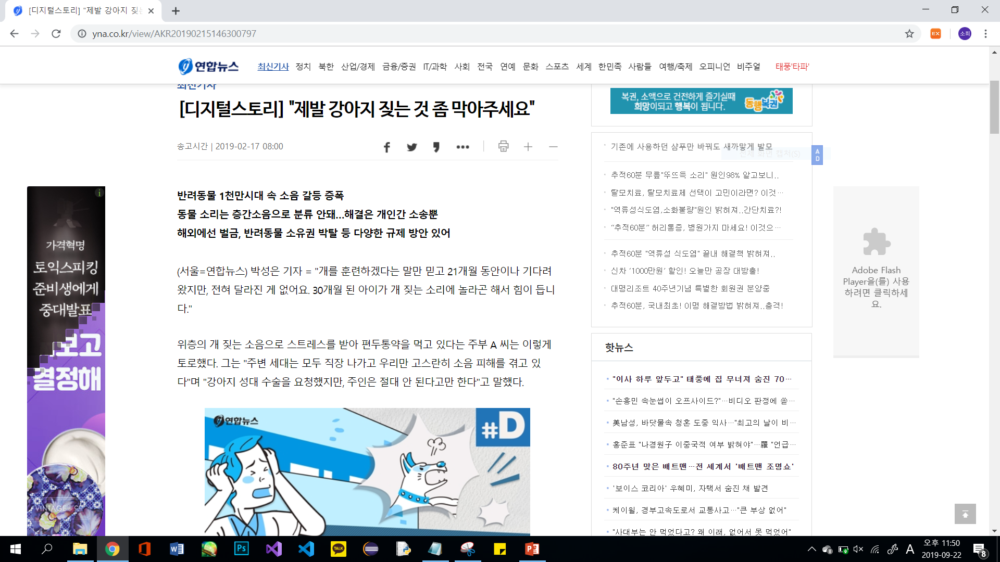 [디지털스토리] "제발 강아지 짖는
yna.co.kr/view/AKR20190215146300797
EX
소희
연합뉴스
최신기사 정치 북한 산업/경제 금융/증권 IT/과학 사회 전국 연예 문화 스포츠 세계 한민족 사람들 여행/축제 오피니언 비주얼 태풍'타파'
최신기사
[디지털스토리] "제발 강아지 짖는 것 좀 막아주세요"
송고시간 | 2019-02-17 08:00
반려동물 1천만시대 속 소음 갈등 증폭
동물 소리는 층간소음으로 분류 안돼…해결은 개인간 소송뿐
해외에선 벌금, 반려동물 소유권 박탈 등 다양한 규제 방안 있어
(서울=연합뉴스) 박성은 기자 = "개를 훈련하겠다는 말만 믿고 21개월 동안이나 기다려
왔지만, 전혀 달라진 게 없어요. 30개월 된 아이가 개 짖는 소리에 놀라곤 해서 힘이 듭니
다."
위층의 개 짖는 소음으로 스트레스를 받아 편두통약을 먹고 있다는 주부 A 씨는 이렇게
토로했다. 그는 "주변 세대는 모두 직장 나가고 우리만 고스란히 소음 피해를 겪고 있
다"며 "강아지 성대 수술을 요청했지만, 주인은 절대 안 된다고만 한다"고 말했다.
연합뉴스
#D
가격혁명
토익스피킹
준비생에게
중대발표
보고
결정해
VINTAGE & CO
복권, 소액으로 건전하게 즐기실때
희망이되고 행복이 됩니다.
동행복권
기존에 사용하던 샴푸만 바꿔도 새까맣게 발모
전체 화면 캡처(S)
AD
추적60분 무릎"뚜뜨득 소리" 원인98% 알고보니..
탈모치료, 탈모치료제 선택이 고민이라면? 이것…
"역류성식도염,소화불량"원인 밝혀져..간단치료?!
“추적60분” 허리통증, 병원가지 마세요! 이것으…
추적60분 "역류성 식도염" 끝내 해결책 밝혀져..
신차 ‘1000만원’ 할인! 오늘만 공장 대방출!
대명리조트 40주년기념 특별한 회원권 분양중
추적60분, 국내최초! 이명 해결방법 밝혀져..충격!
핫뉴스
"이사 하루 앞두고" 태풍에 집 무너져 숨진 70…
"손흥민 속눈썹이 오프사이드?"…비디오 판정에 쏟…
美남성, 바닷물속 청혼 도중 익사…"최고의 날이 비…
홍준표 "나경원子 이중국적 여부 밝혀야"…羅 "언급…
80주년 맞은 배트맨…전 세계서 '배트맨 조명쇼'
'보이스 코리아' 우혜미, 자택서 숨진 채 발견
케이윌, 경부고속도로서 교통사고…"큰 부상 없어"
"사대부는 안 먹었다고? 왜 이래, 없어서 못 먹었어"
Adobe Flash
Player을(를) 사용
하려면 클릭하세
요.
Ps
TALK
A
오후 11:50
2019-09-22
8